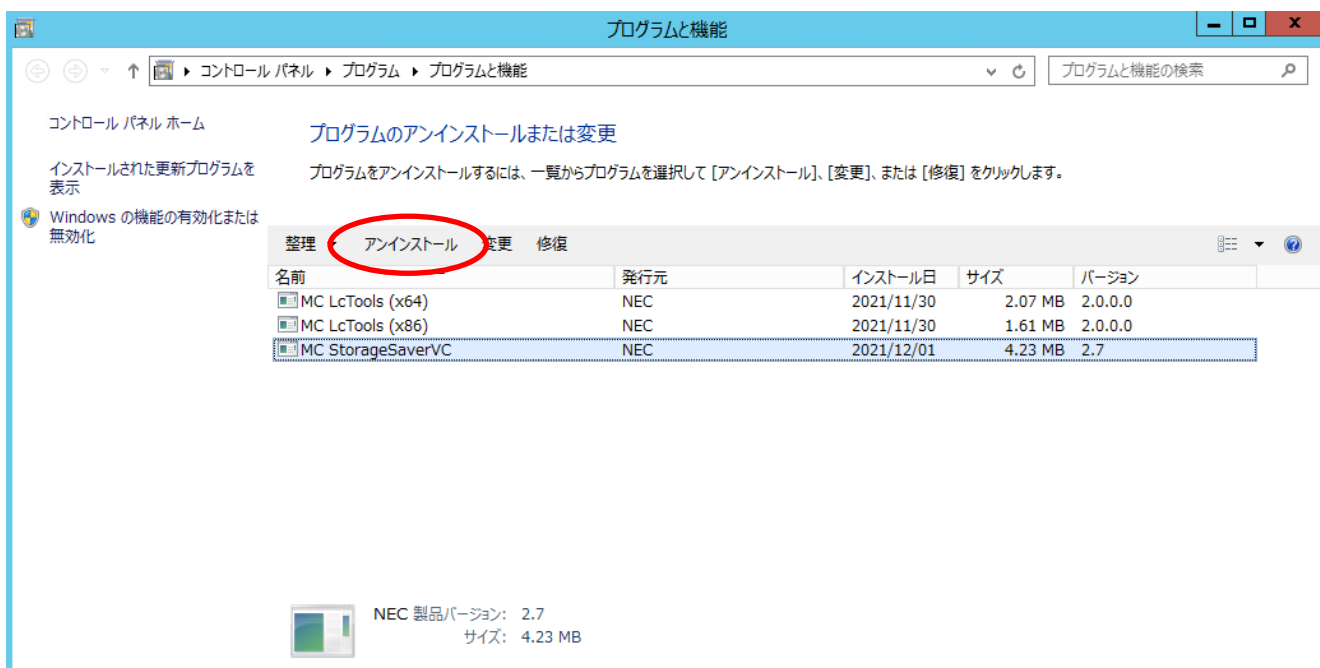 プログラムと機能
コントロール パネル ▸ プログラム ▸ プログラムと機能
プログラムと機能の検索
コントロール パネル ホーム
インストールされた更新プログラムを
表示
Windows の機能の有効化または
無効化
プログラムのアンインストールまたは変更
プログラムをアンインストールするには、一覧からプログラムを選択して [アンインストール]、[変更]、または [修復] をクリックします。
整理 アンインストール 変更 修復
名前 発行元 インストール日 サイズ バージョン
MC LcTools (x64) NEC 2021/11/30 2.07 MB 2.0.0.0
MC LcTools (x86) NEC 2021/11/30 1.61 MB 2.0.0.0
MC StorageSaverVC NEC 2021/12/01 4.23 MB 2.7
NEC 製品バージョン: 2.7
サイズ: 4.23 MB